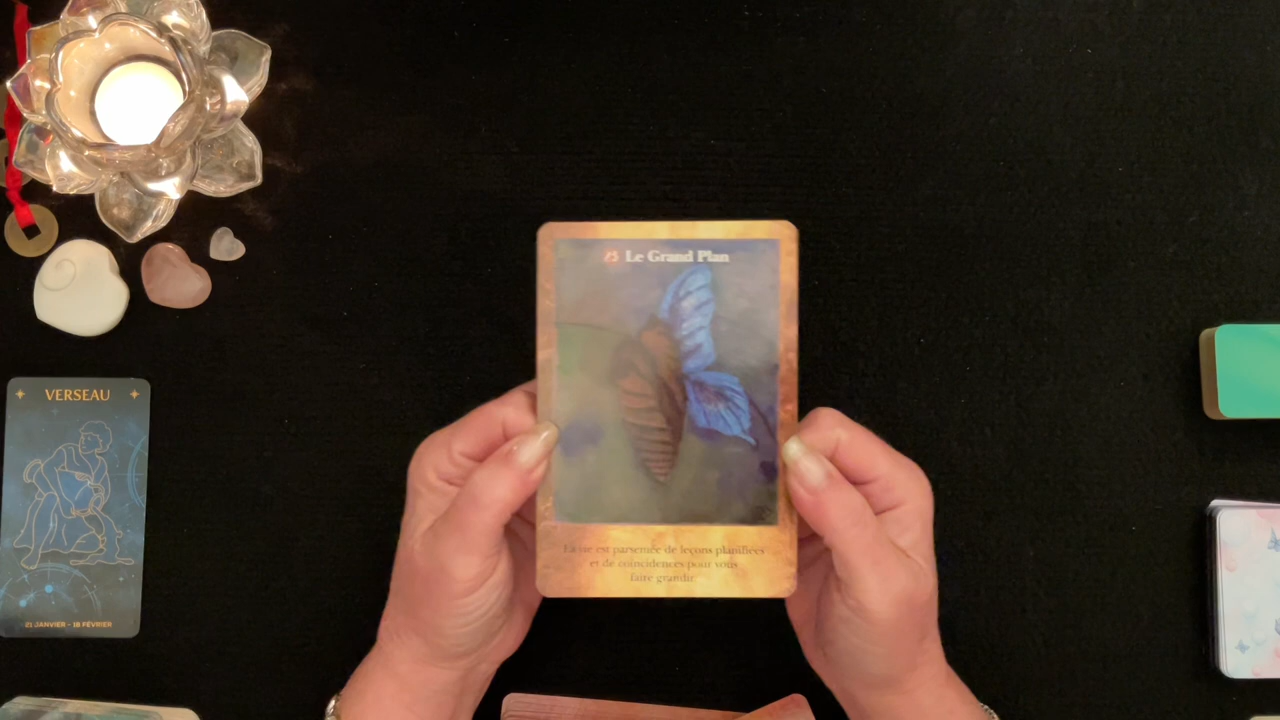 25 Le Grand Plan
La vie est parsemée de leçons planifiées
et de coïncidences pour vous
faire grandir.
VERSEAU
21 JANVIER - 18 FÉVRIER